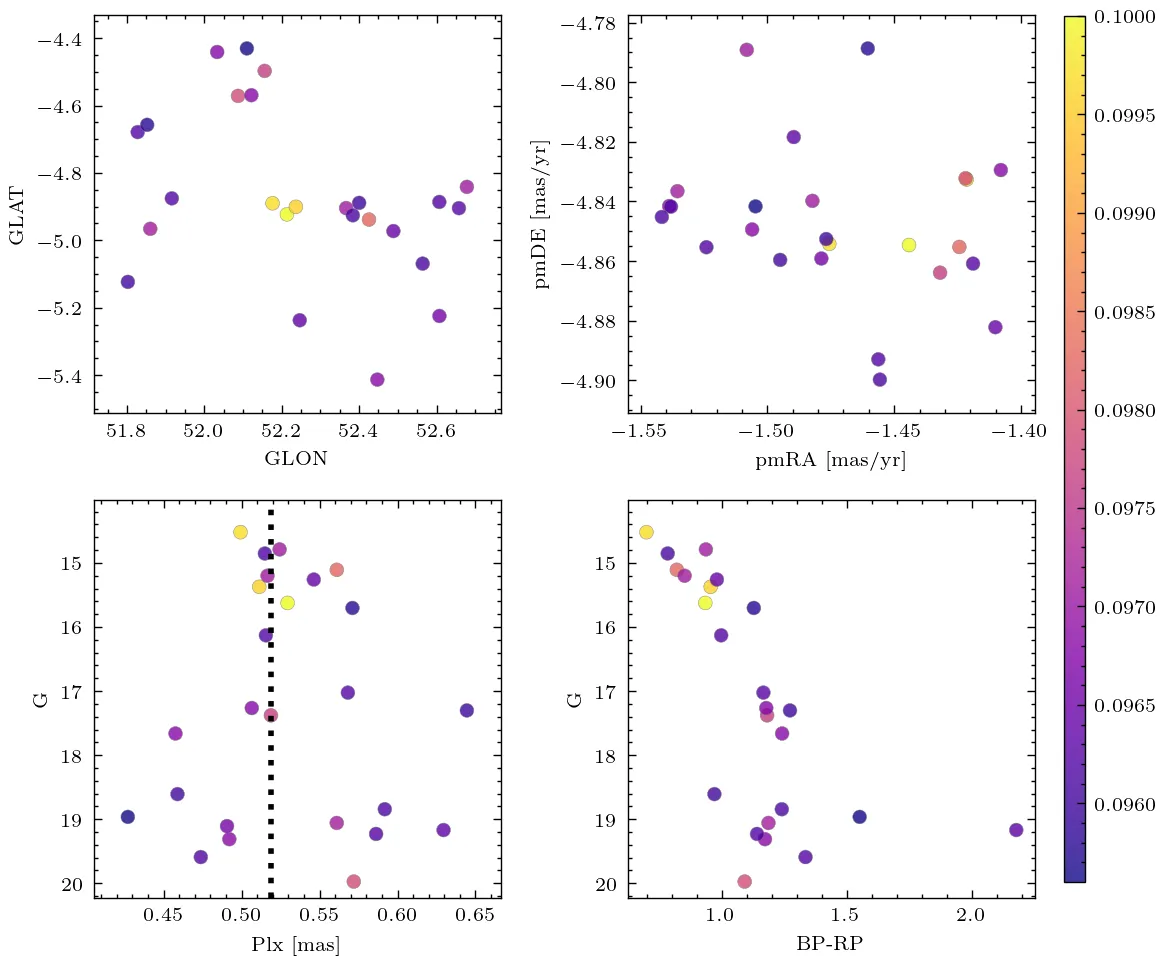 −4.4
−4.6
−4.8
−5.0
−5.2
−5.4
GLAT
51.8 52.0 52.2 52.4 52.6
GLON
−4.78
−4.80
−4.82
−4.84
−4.86
−4.88
−4.90
pmDE [mas/yr]
−1.55 −1.50 −1.45 −1.40
pmRA [mas/yr]
15
16
17
18
19
20
G
0.45 0.50 0.55 0.60 0.65
Plx [mas]
15
16
17
18
19
20
G
1.0 1.5 2.0
BP-RP
0.1000
0.0995
0.0990
0.0985
0.0980
0.0975
0.0970
0.0965
0.0960